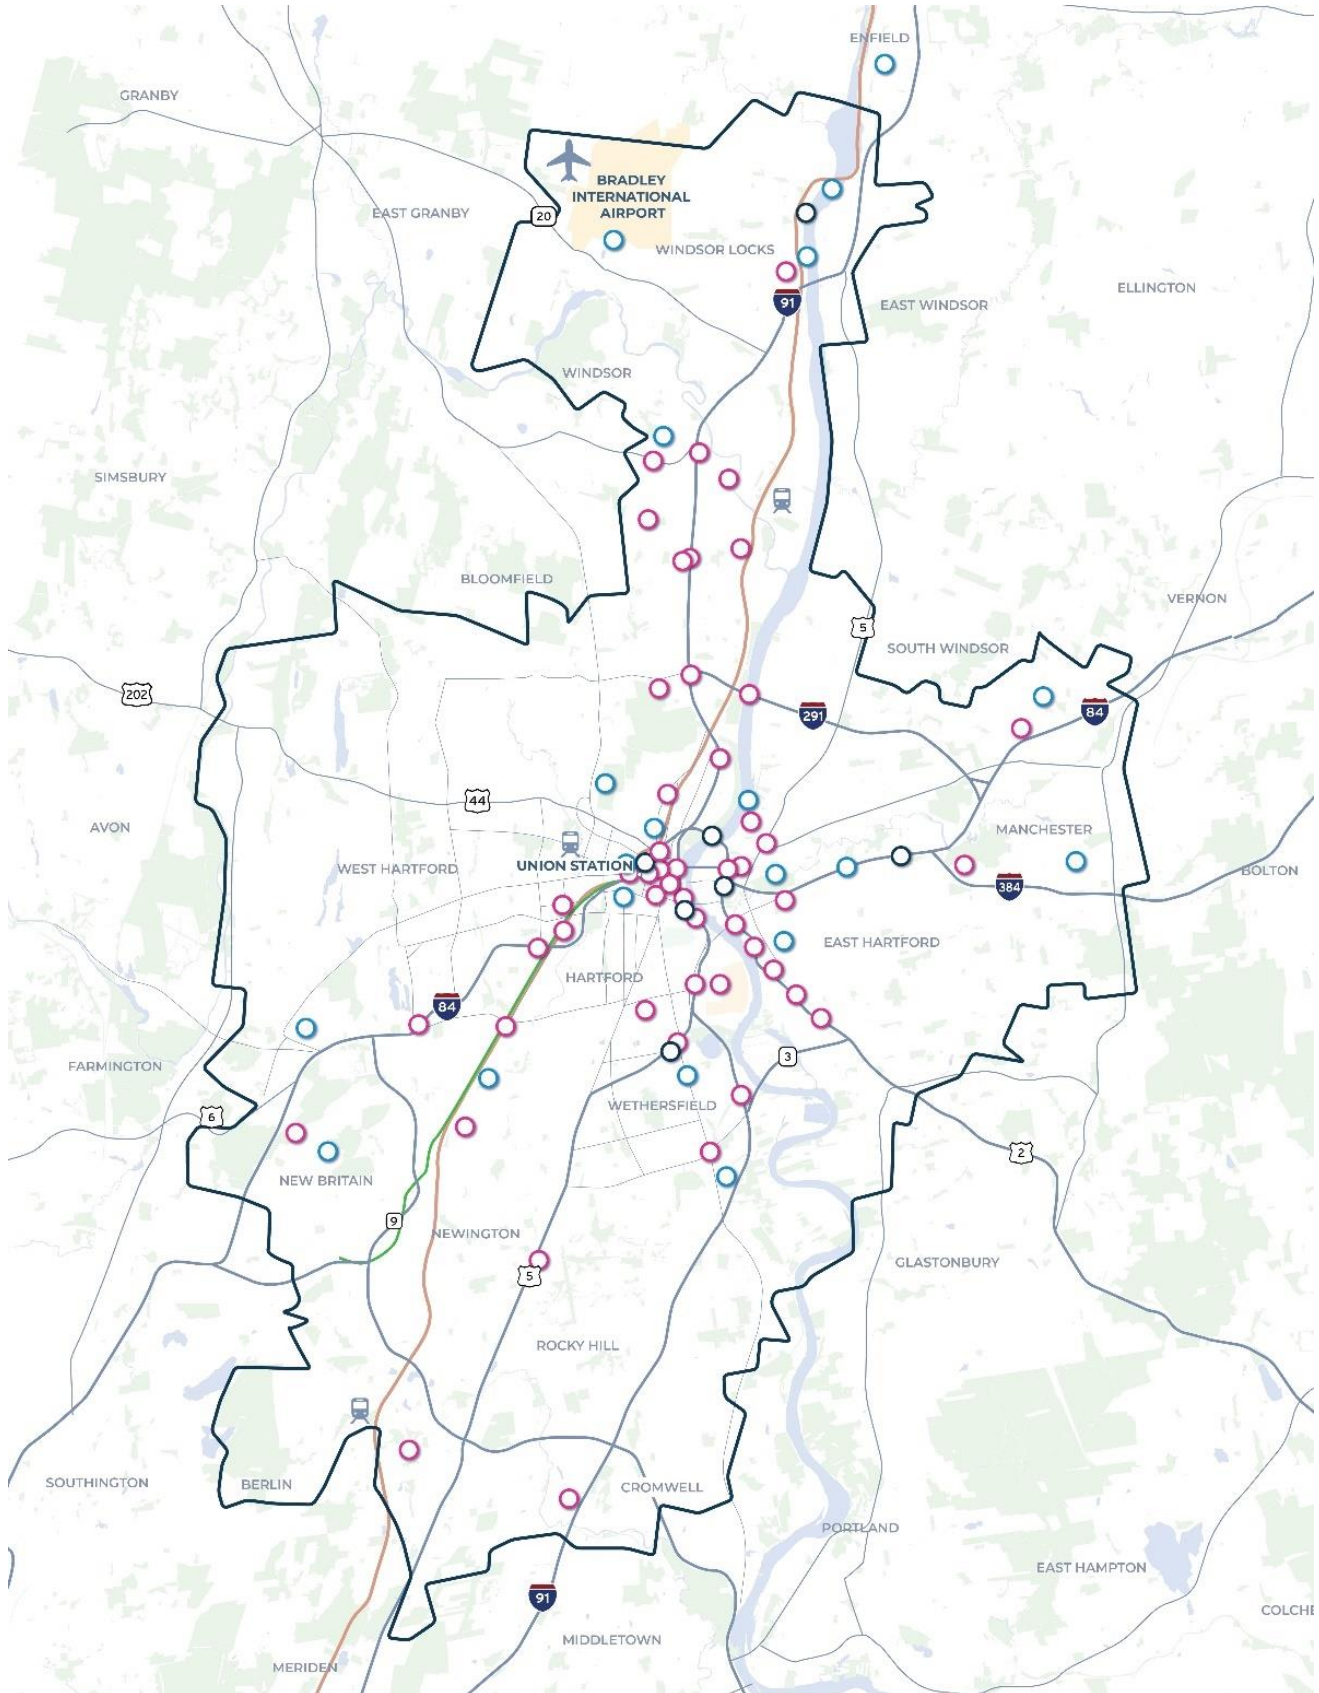 ENFIELD
GRANBY
BRADLEY
INTERNATIONAL
AIRPORT
EAST GRANBY
20
WINDSOR LOCKS
ELLINGTON
91
EAST WINDSOR
WINDSOR
SIMSBURY
BLOOMFIELD
VERNON
5
SOUTH WINDSOR
202
84
291
44
AVON
MANCHESTER
WEST HARTFORD
UNION STATION
BOLTON
384
EAST HARTFORD
HARTFORD
84
3
FARMINGTON
WETHERSFIELD
6
2
NEW BRITAIN
9
NEWINGTON
GLASTONBURY
5
ROCKY HILL
SOUTHINGTON
BERLIN
CROMWELL
PORTLAND
EAST HAMPTON
91
COLCHE
MIDDLETOWN
MERIDEN